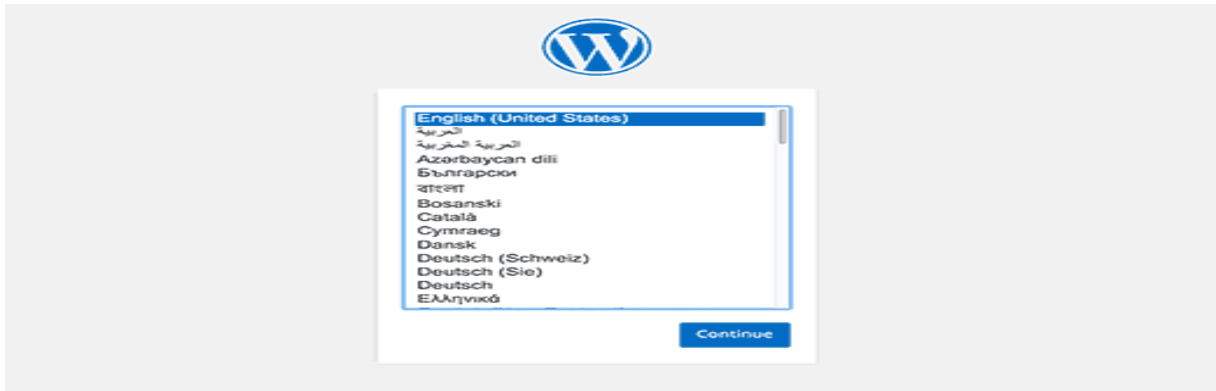 English (United States)
العربية
العربية المغربية
Azərbaycan dili
Български
বাংলা
Bosanski
Català
Cymraeg
Dansk
Deutsch (Schweiz)
Deutsch (Sie)
Deutsch
Ελληνικά
Continue